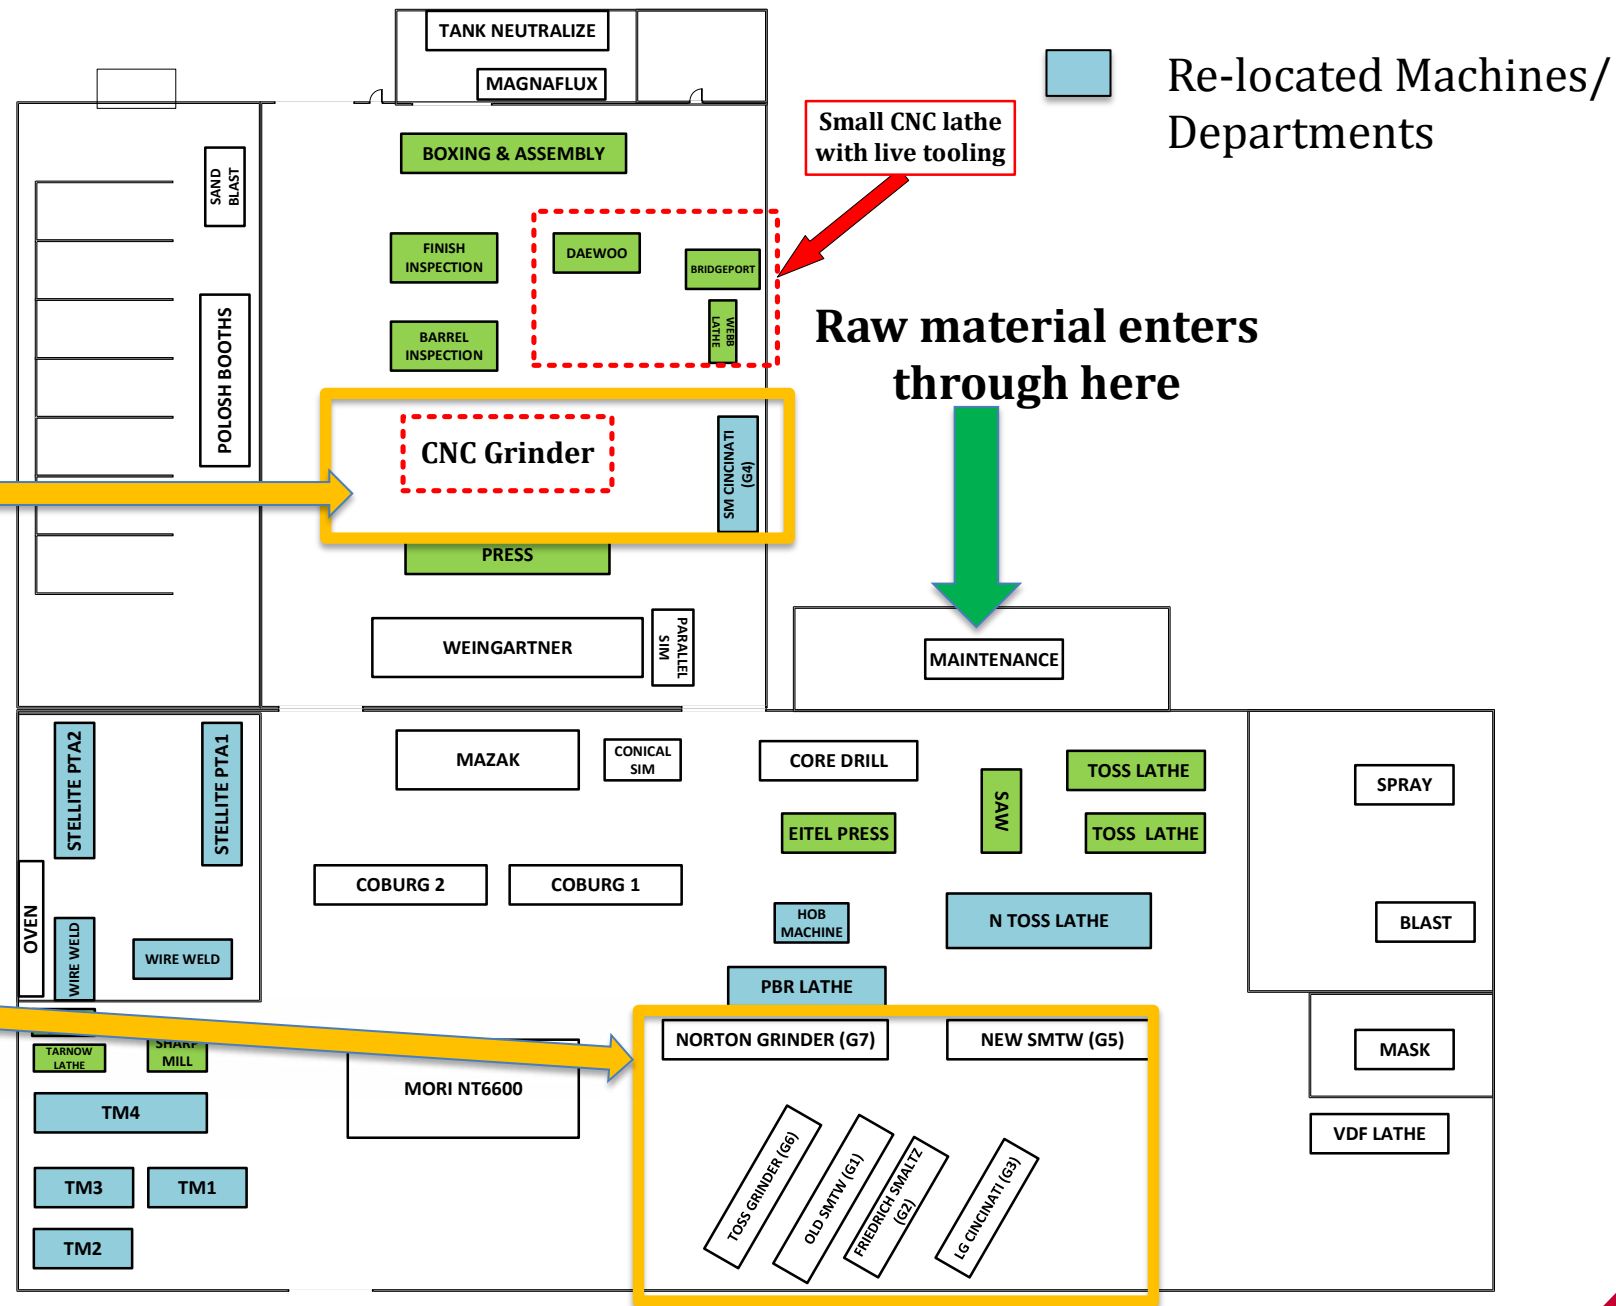 TANK NEUTRALIZE
MAGNAFLUX
Re-located Machines/
Departments
Small CNC lathe
with live tooling
BOXING & ASSEMBLY
SAND
BLAST
FINISH
INSPECTION
DAEWOO
BRIDGEPORT
WEBB
LATHE
BARREL
INSPECTION
POLOSH BOOTHS
Raw material enters
through here
CNC Grinder
SM CINCINATI
(G4)
PRESS
WEINGARTNER
PARALLEL
SIM
MAINTENANCE
STELLITE PTA2
STELLITE PTA1
MAZAK
CONICAL
SIM
CORE DRILL
SAW
TOSS LATHE
SPRAY
EITEL PRESS
TOSS  LATHE
COBURG 2
COBURG 1
OVEN
WIRE WELD
WIRE WELD
HOB
MACHINE
N TOSS LATHE
BLAST
PBR LATHE
NORTON GRINDER (G7)
NEW SMTW (G5)
TARNOW
LATHE
SHARP
MILL
MASK
MORI NT6600
TM4
VDF LATHE
TOSS GRINDER (G6)
OLD SMTW (G1)
FRIEDRICH SMALTZ
(G2)
LG CINCINATI (G3)
TM3
TM1
TM2